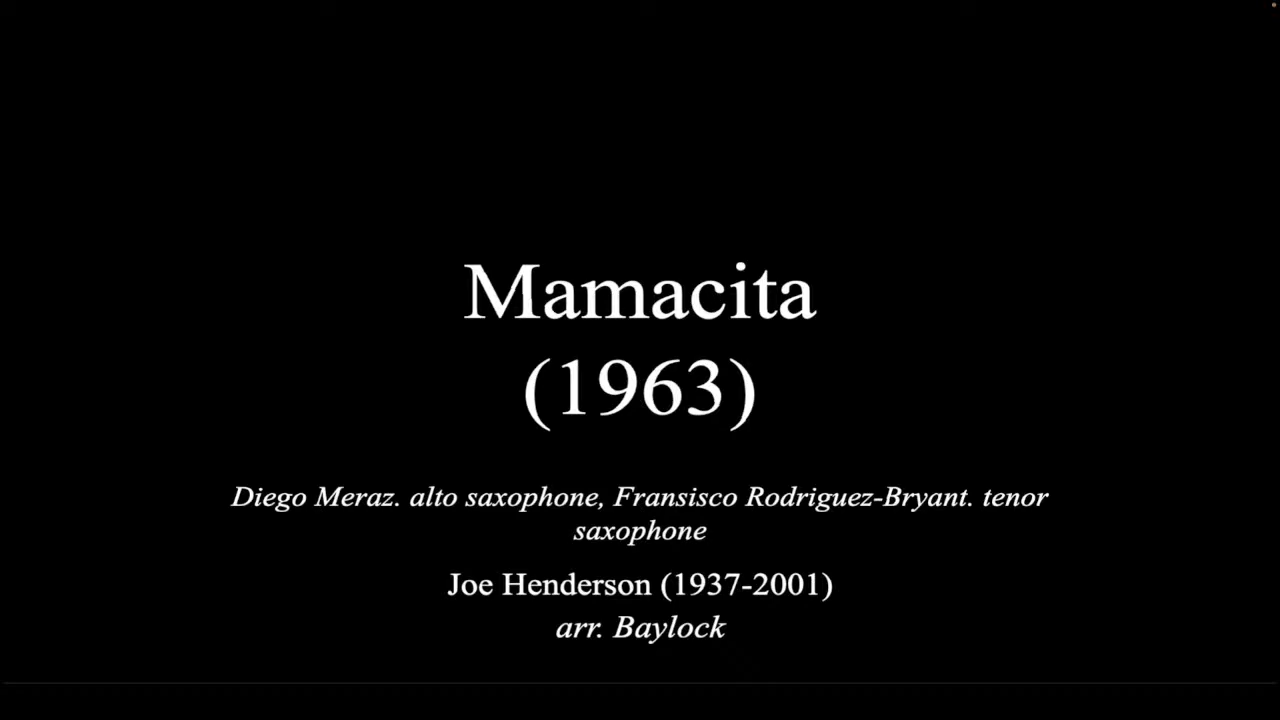 Mamacita
(1963)
Diego Meraz. alto saxophone, Fransisco Rodriguez-Bryant. tenor
saxophone
Joe Henderson (1937-2001)
arr. Baylock